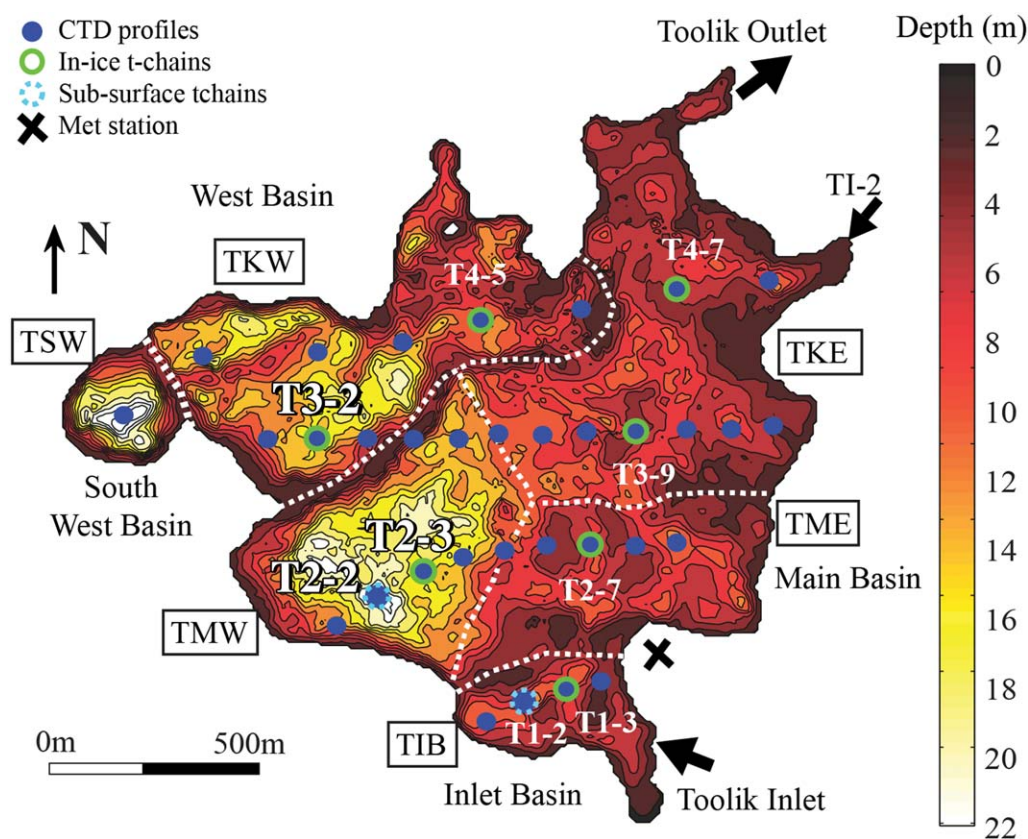 CTD profiles
In-ice t-chains
Sub-surface tchains
Met station
Toolik Outlet
Depth (m)
0
2
4
6
8
10
12
14
16
18
20
22
TI-2
West Basin
N
TKW
T4-7
T4-5
TSW
TKE
T3-2
T3-9
South
West Basin
TME
T2-3
T2-2
T2-7
Main Basin
TMW
T1-2
T1-3
TIB
0m
500m
Inlet Basin
Toolik Inlet